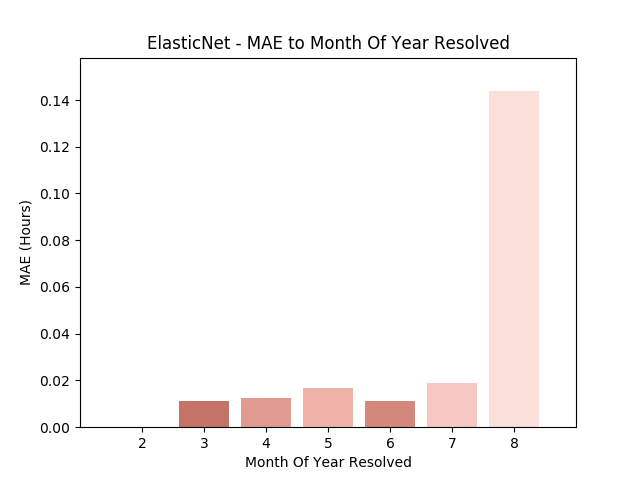 ElasticNet - MAE to Month Of Year Resolved
0.14
0.12
0.10
0.08
0.06
0.04
0.02
0.00
MAE (Hours)
2 3 4 5 6 7 8
Month Of Year Resolved